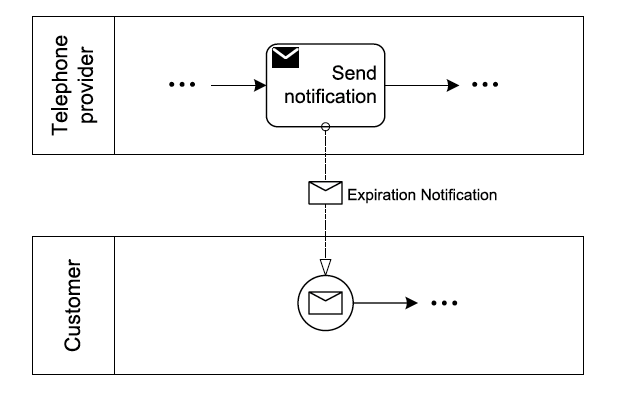 Telephone
provider
Send
notification
Expiration Notification
Customer